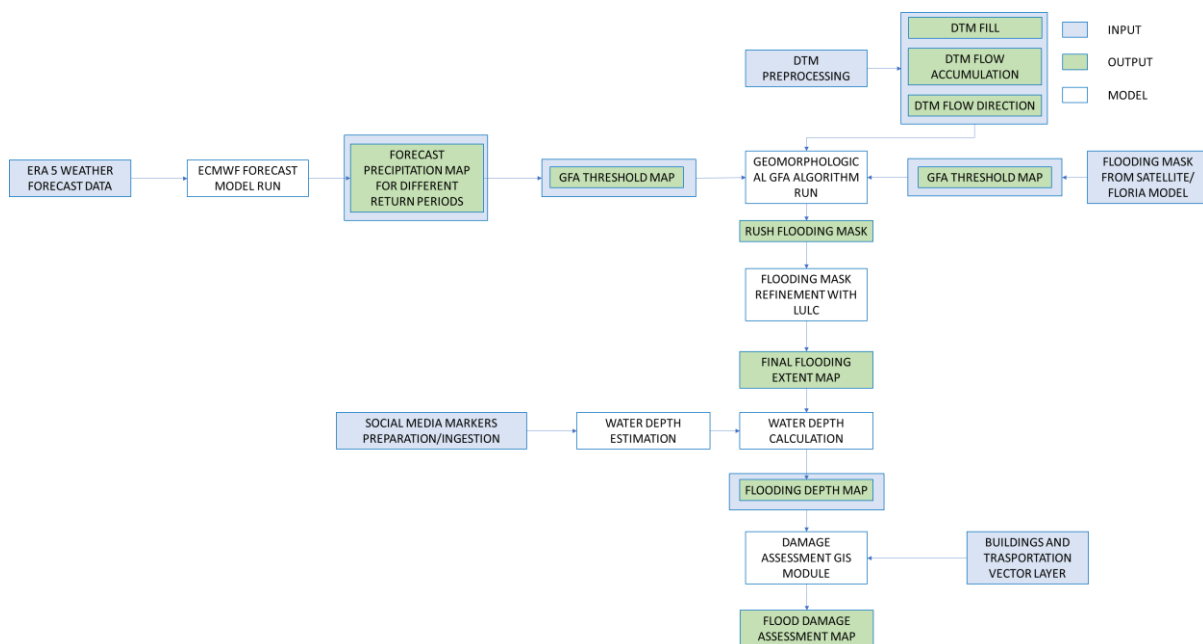 DTM FILL
INPUT
DTM
PREPROCESSING
DTM FLOW
ACCUMULATION
OUTPUT
DTM FLOW DIRECTION
MODEL
ERA 5 WEATHER
FORECAST DATA
ECMWF FORECAST
MODEL RUN
FORECAST
PRECIPITATION MAP
FOR DIFFERENT
RETURN PERIODS
GFA THRESHOLD MAP
GEOMORPHOLOGIC
AL GFA ALGORITHM
RUN
GFA THRESHOLD MAP
FLOODING MASK
FROM SATELLITE/
FLORIA MODEL
RUSH FLOODING MASK
FLOODING MASK
REFINEMENT WITH
LULC
FINAL FLOODING
EXTENT MAP
SOCIAL MEDIA MARKERS
PREPARATION/INGESTION
WATER DEPTH
ESTIMATION
WATER DEPTH
CALCULATION
FLOODING DEPTH MAP
DAMAGE
ASSESSMENT GIS
MODULE
BUILDINGS AND
TRASPORTATION
VECTOR LAYER
FLOOD DAMAGE
ASSESSMENT MAP